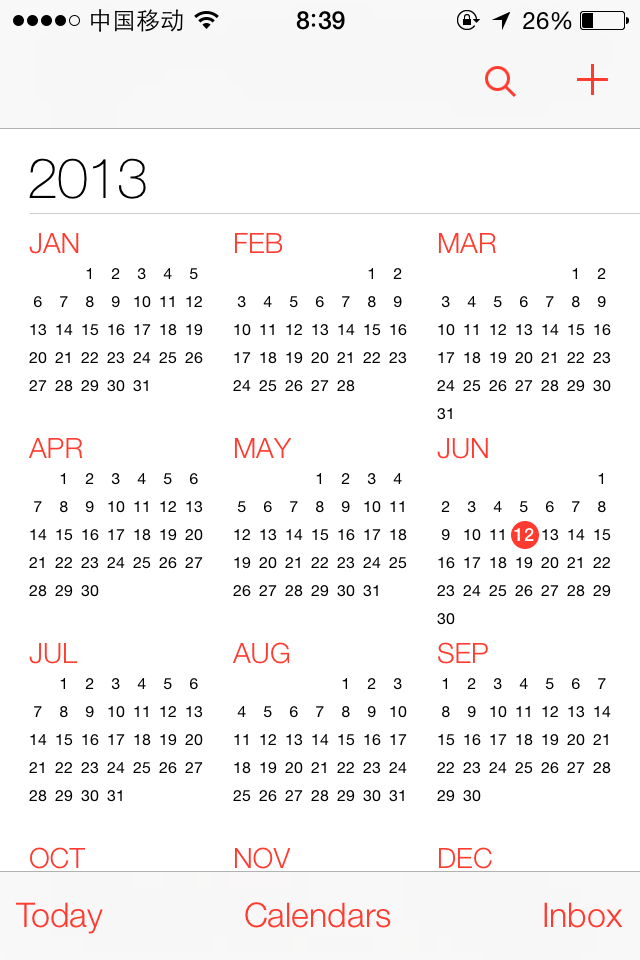 中国移动 8:39 26%
2013
JAN FEB MAR
1 2 3 4 5 1 2 1 2
6 7 8 9 10 11 12 3 4 5 6 7 8 9 3 4 5 6 7 8 9
13 14 15 16 17 18 19 10 11 12 13 14 15 16 10 11 12 13 14 15 16
20 21 22 23 24 25 26 17 18 19 20 21 22 23 17 18 19 20 21 22 23
27 28 29 30 31 24 25 26 27 28 24 25 26 27 28 29 30
31
APR MAY JUN
1 2 3 4 5 6 1 2 3 4 1
7 8 9 10 11 12 13 5 6 7 8 9 10 11 2 3 4 5 6 7 8
14 15 16 17 18 19 20 12 13 14 15 16 17 18 9 10 11 12 13 14 15
21 22 23 24 25 26 27 19 20 21 22 23 24 25 16 17 18 19 20 21 22
28 29 30 26 27 28 29 30 31 23 24 25 26 27 28 29
30
JUL AUG SEP
1 2 3 4 5 6 1 2 3 1 2 3 4 5 6 7
7 8 9 10 11 12 13 4 5 6 7 8 9 10 8 9 10 11 12 13 14
14 15 16 17 18 19 20 11 12 13 14 15 16 17 15 16 17 18 19 20 21
21 22 23 24 25 26 27 18 19 20 21 22 23 24 22 23 24 25 26 27 28
28 29 30 31 25 26 27 28 29 30 31 29 30
OCT NOV DEC
Today Calendars Inbox